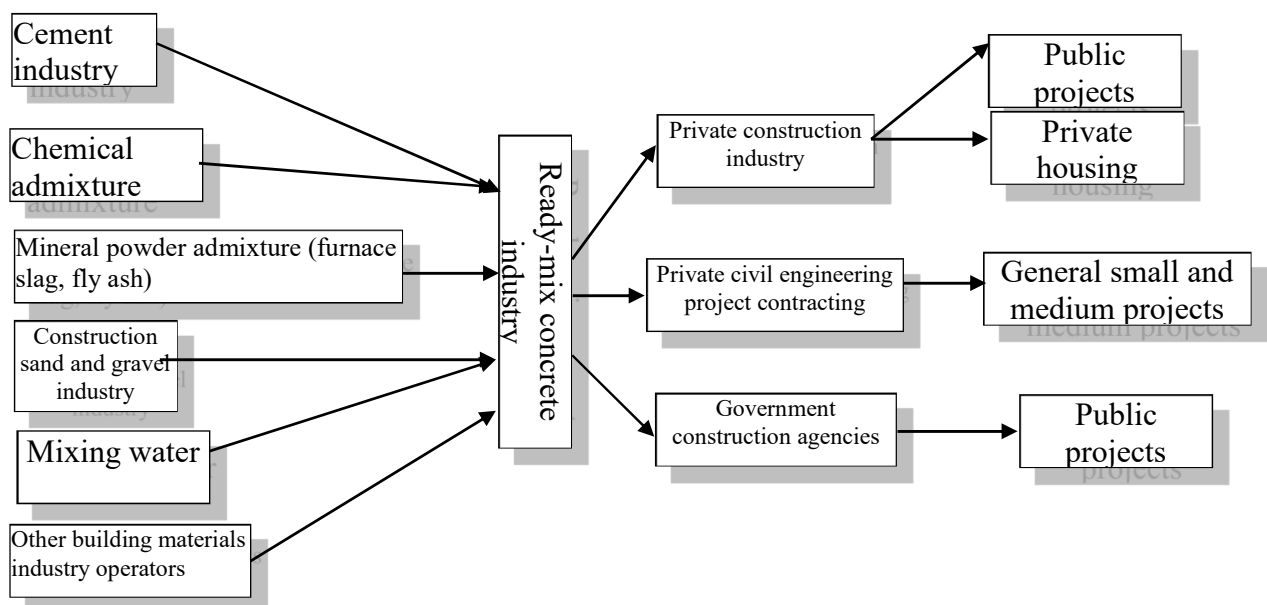 Cement
industry
Chemical
admixture
Mineral powder admixture (furnace
slag, fly ash)
Construction
sand and gravel
industry
Mixing water
Other building materials
industry operators
Ready-mix concrete
industry
Private construction
industry
Private civil engineering
project contracting
Government
construction agencies
Public
projects
Private
housing
General small and
medium projects
Public
projects